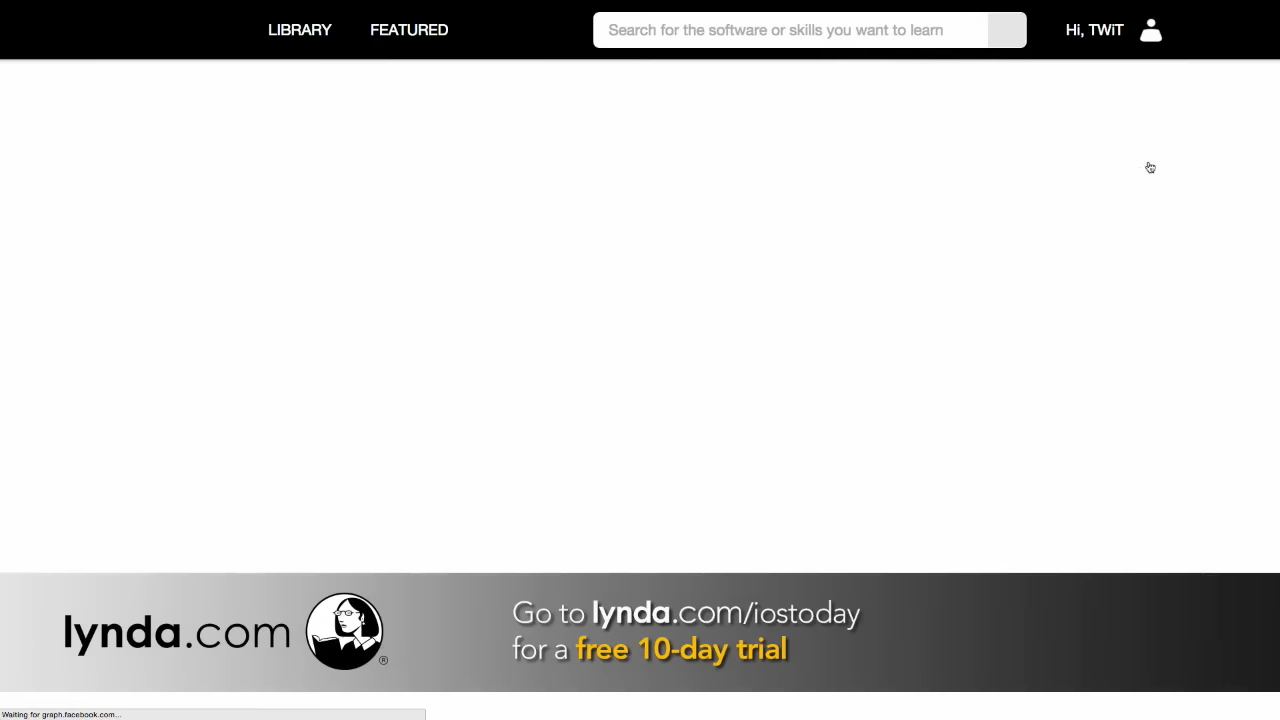 LIBRARY FEATURED Search for the software or skills you want to learn Hi, TWiT
lynda.com ®
Go to lynda.com/iostoday
for a free 10-day trial
Waiting for graph.facebook.com...